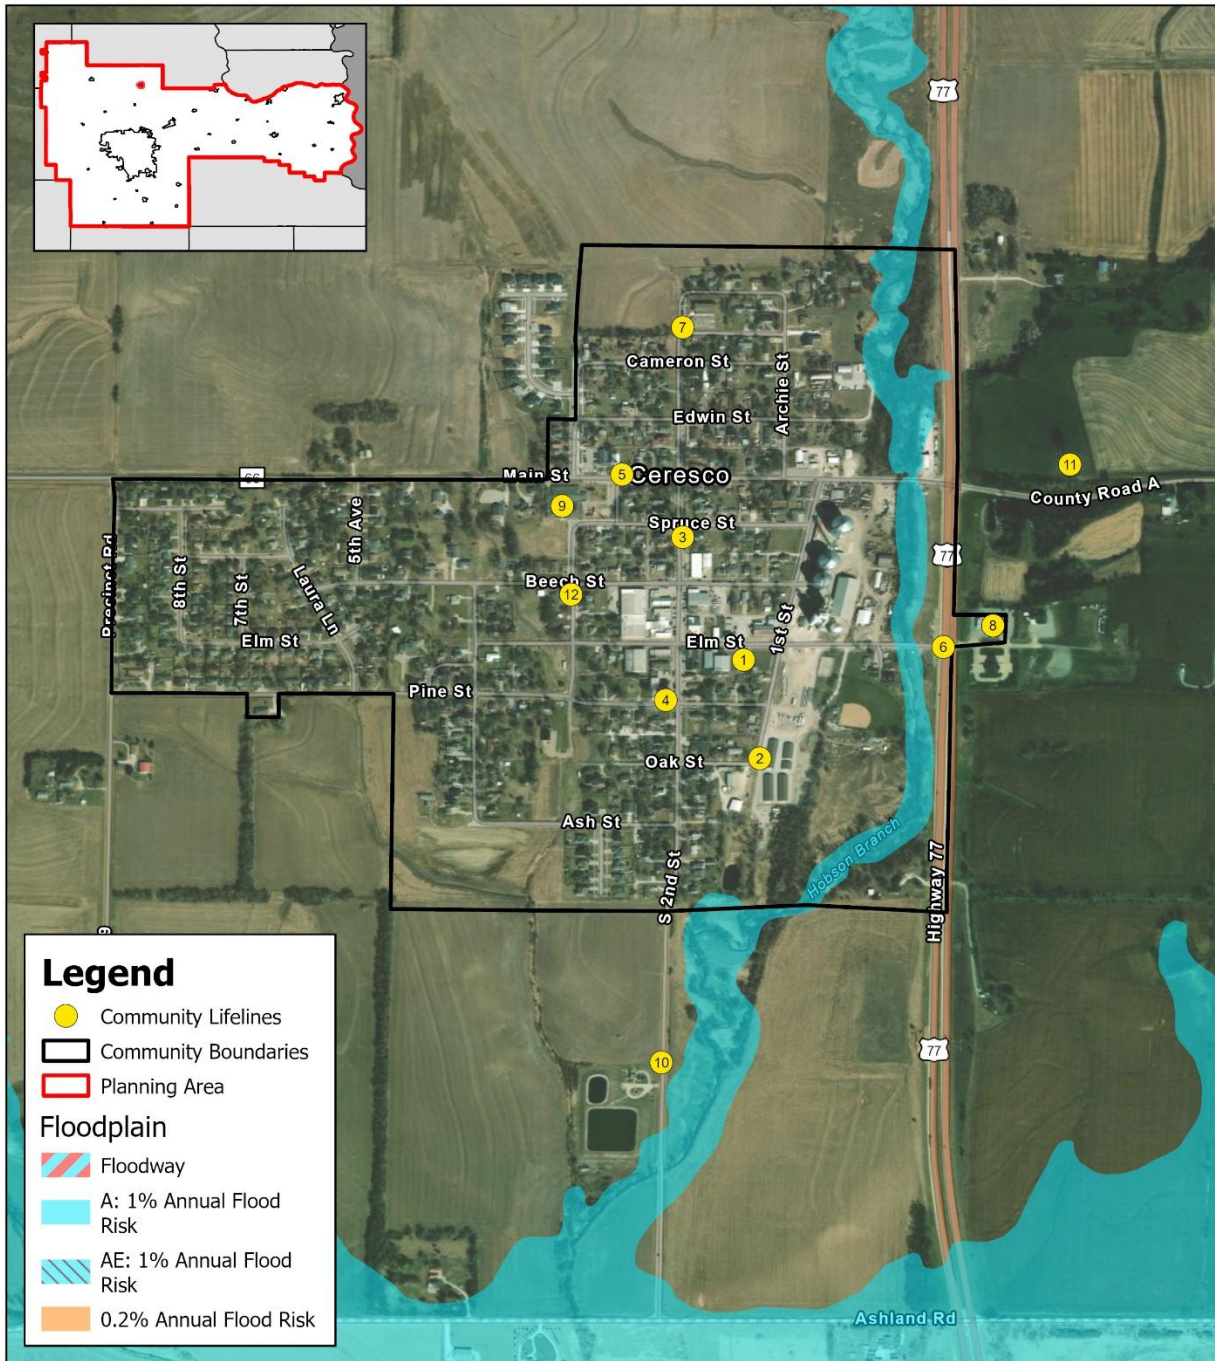 77
7
Cameron St
Archie St
Edwin St
Main St
5
Ceresco
66
11
County Road A
9
Spruce St
3
5th Ave
77
Precinct Rd
8th St
7th St
Laura Ln
Beech St
12
Elm St
Elm St
1st St
1
6
8
Pine St
4
Oak St
2
Ash St
S 2nd St
Hobson Branch
Highway 77
9
77
10
Ashland Rd
Legend
Community Lifelines
Community Boundaries
Planning Area
Floodplain
Floodway
A: 1% Annual Flood
Risk
AE: 1% Annual Flood
Risk
0.2% Annual Flood Risk